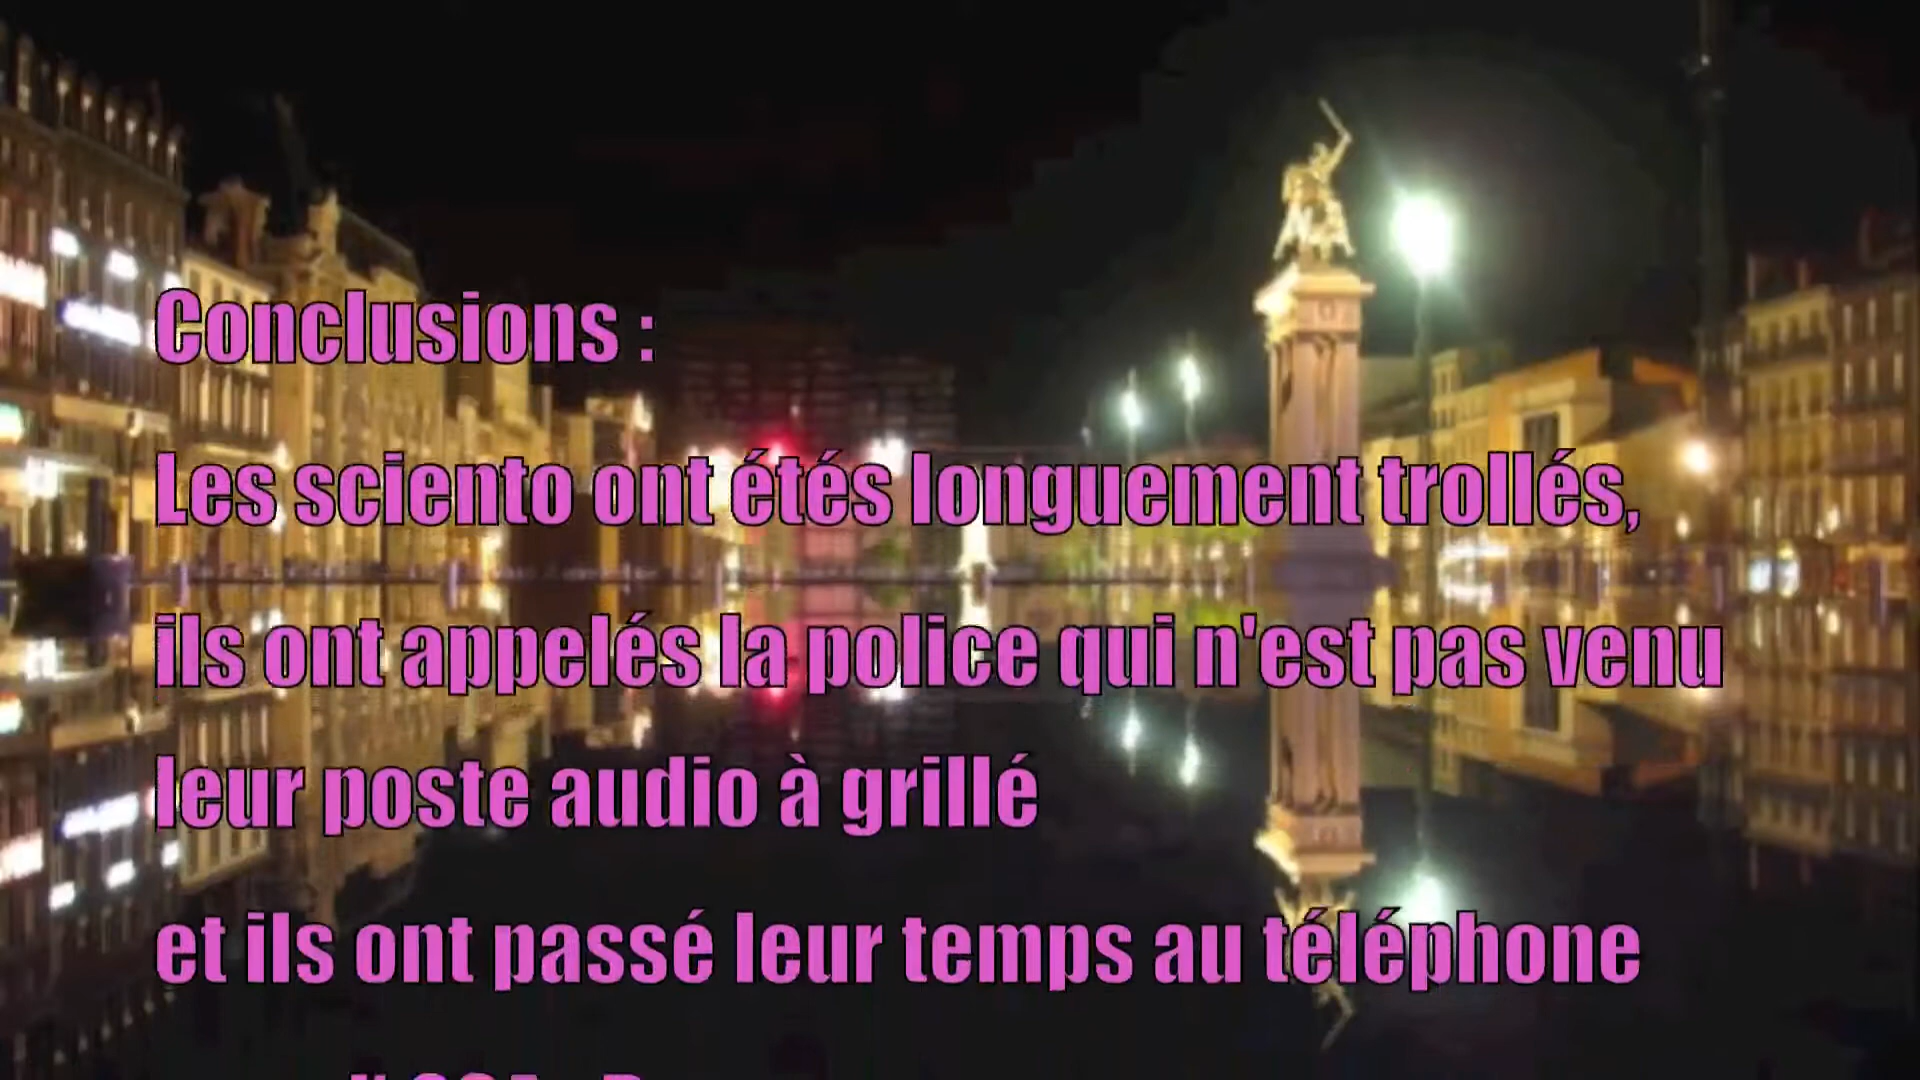 Conclusions :
Les sciento ont étés longuement trollés,
ils ont appelés la police qui n'est pas venu
leur poste audio à grillé
et ils ont passé leur temps au téléphone